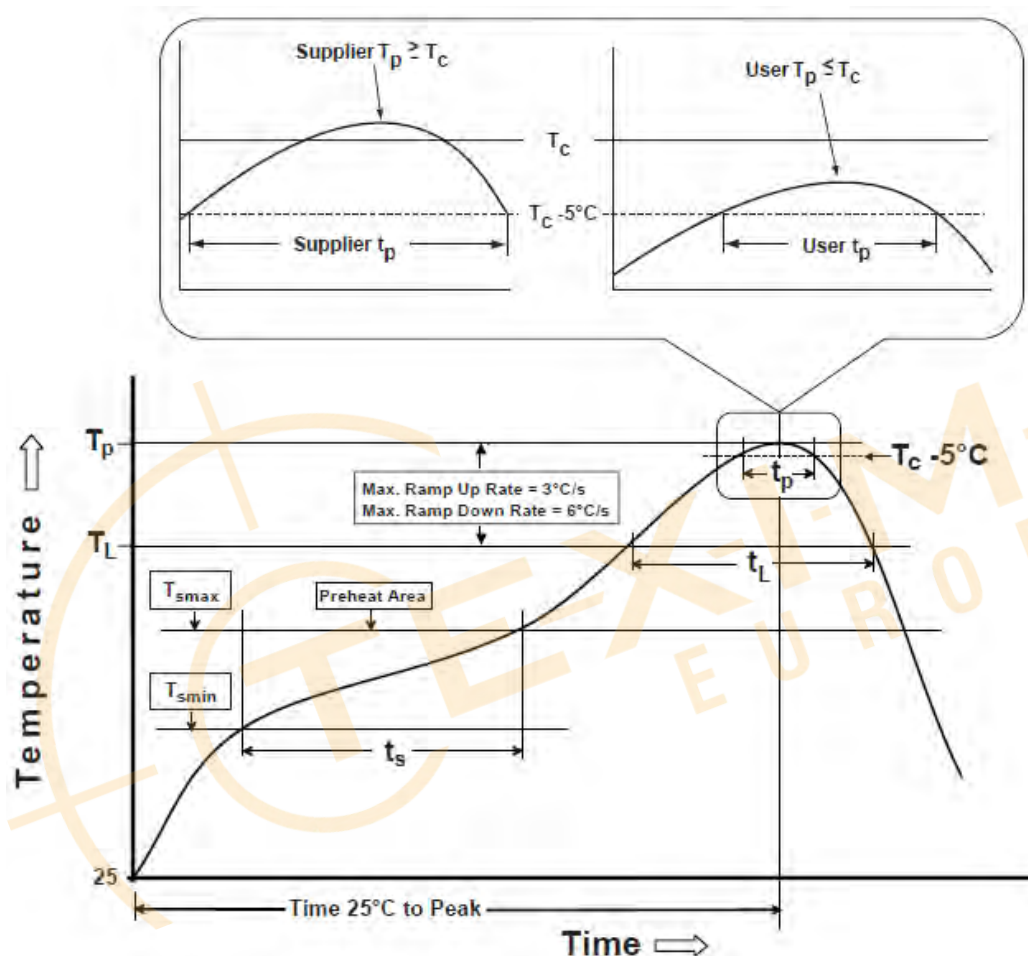 Supplier Tp ≥ Tc
User Tp ≤ Tc
Tc
Tc -5°C
Supplier tp
User tp
Tp
Tc -5°C
tp
Max. Ramp Up Rate = 3°C/s
Max. Ramp Down Rate = 6°C/s
TL
tL
Tsmax
Preheat Area
Tsmin
ts
Temperature
25
Time 25°C to Peak
Time
TEXIM
EURO